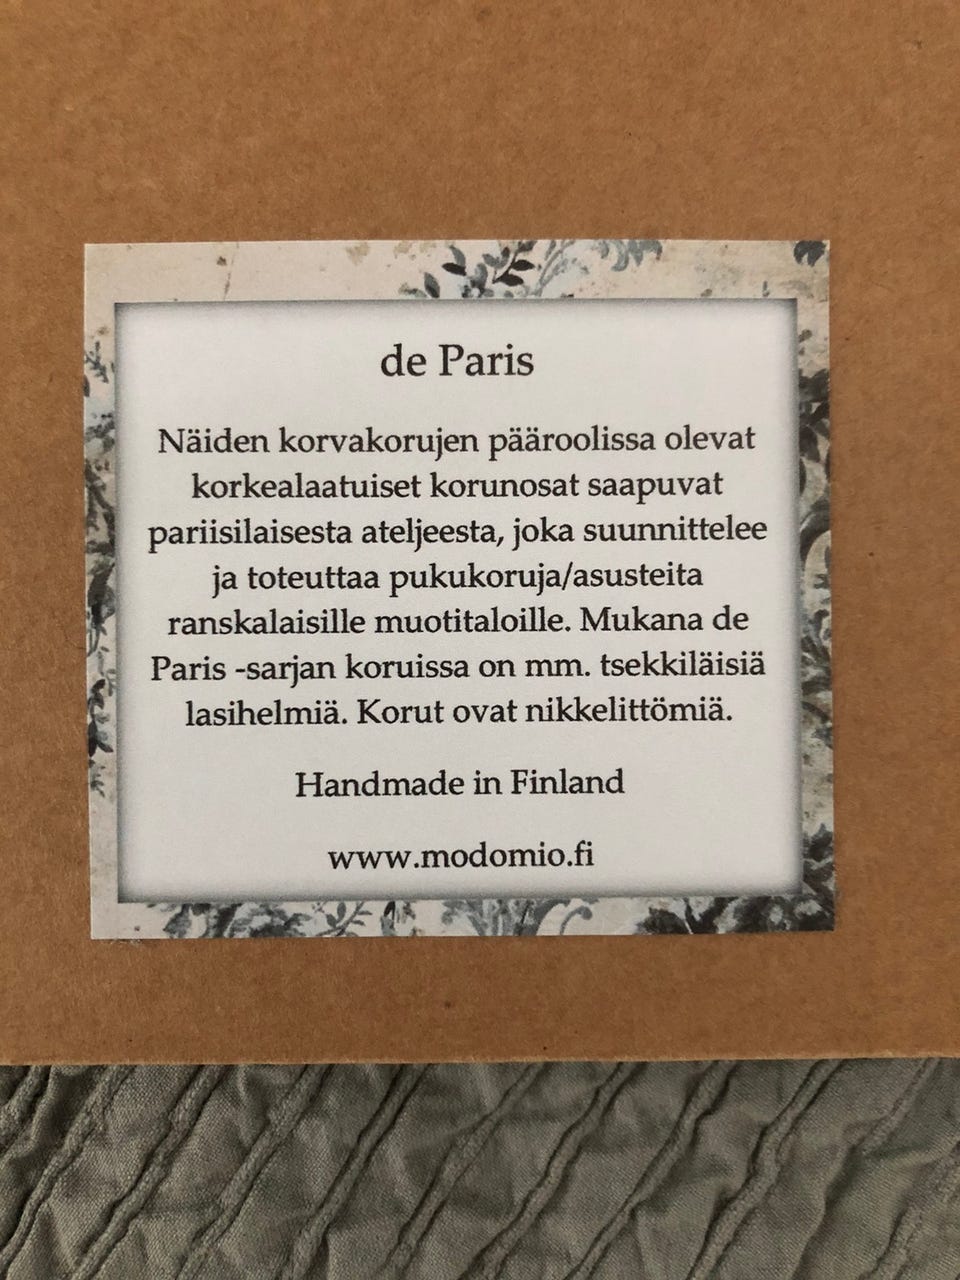 de Paris
Näiden korvakorujen pääroolissa olevat
korkealaatuiset korunosat saapuvat
pariisilaisesta ateljeesta, joka suunnittelee
ja toteuttaa pukukoruja/asusteita
ranskalaisille muotitaloille. Mukana de
Paris -sarjan koruissa on mm. tsekkiläisiä
lasihelmiä. Korut ovat nikkelittömiä.
Handmade in Finland
www.modomio.fi